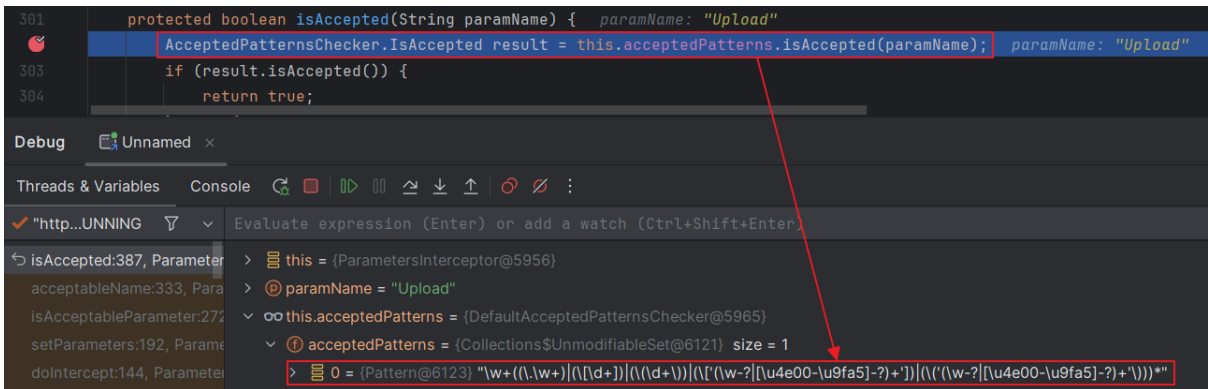 301 protected boolean isAccepted(String paramName) { paramName: "Upload"
AcceptedPatternsChecker.IsAccepted result = this.acceptedPatterns.isAccepted(paramName); paramName: "Upload"
303 if (result.isAccepted()) {
304 return true;
Debug Unnamed ×
Threads & Variables Console
"http...UNNING Evaluate expression (Enter) or add a watch (Ctrl+Shift+Enter)
isAccepted:387, Parameter this = {ParametersInterceptor@5956}
acceptableName:333, Para paramName = "Upload"
isAcceptableParameter:272 this.acceptedPatterns = {DefaultAcceptedPatternsChecker@5965}
setParameters:192, Parame acceptedPatterns = {Collections$UnmodifiableSet@6121} size = 1
doIntercept:144, Parameter 0 = {Pattern@6123} "\w+((\.\w+)|(\[\d+])|(\(\d+\))|(\['(\w-?|[\u4e00-\u9fa5]-?)+'])|(\('(\w-?|[\u4e00-\u9fa5]-?)+'\)))*"